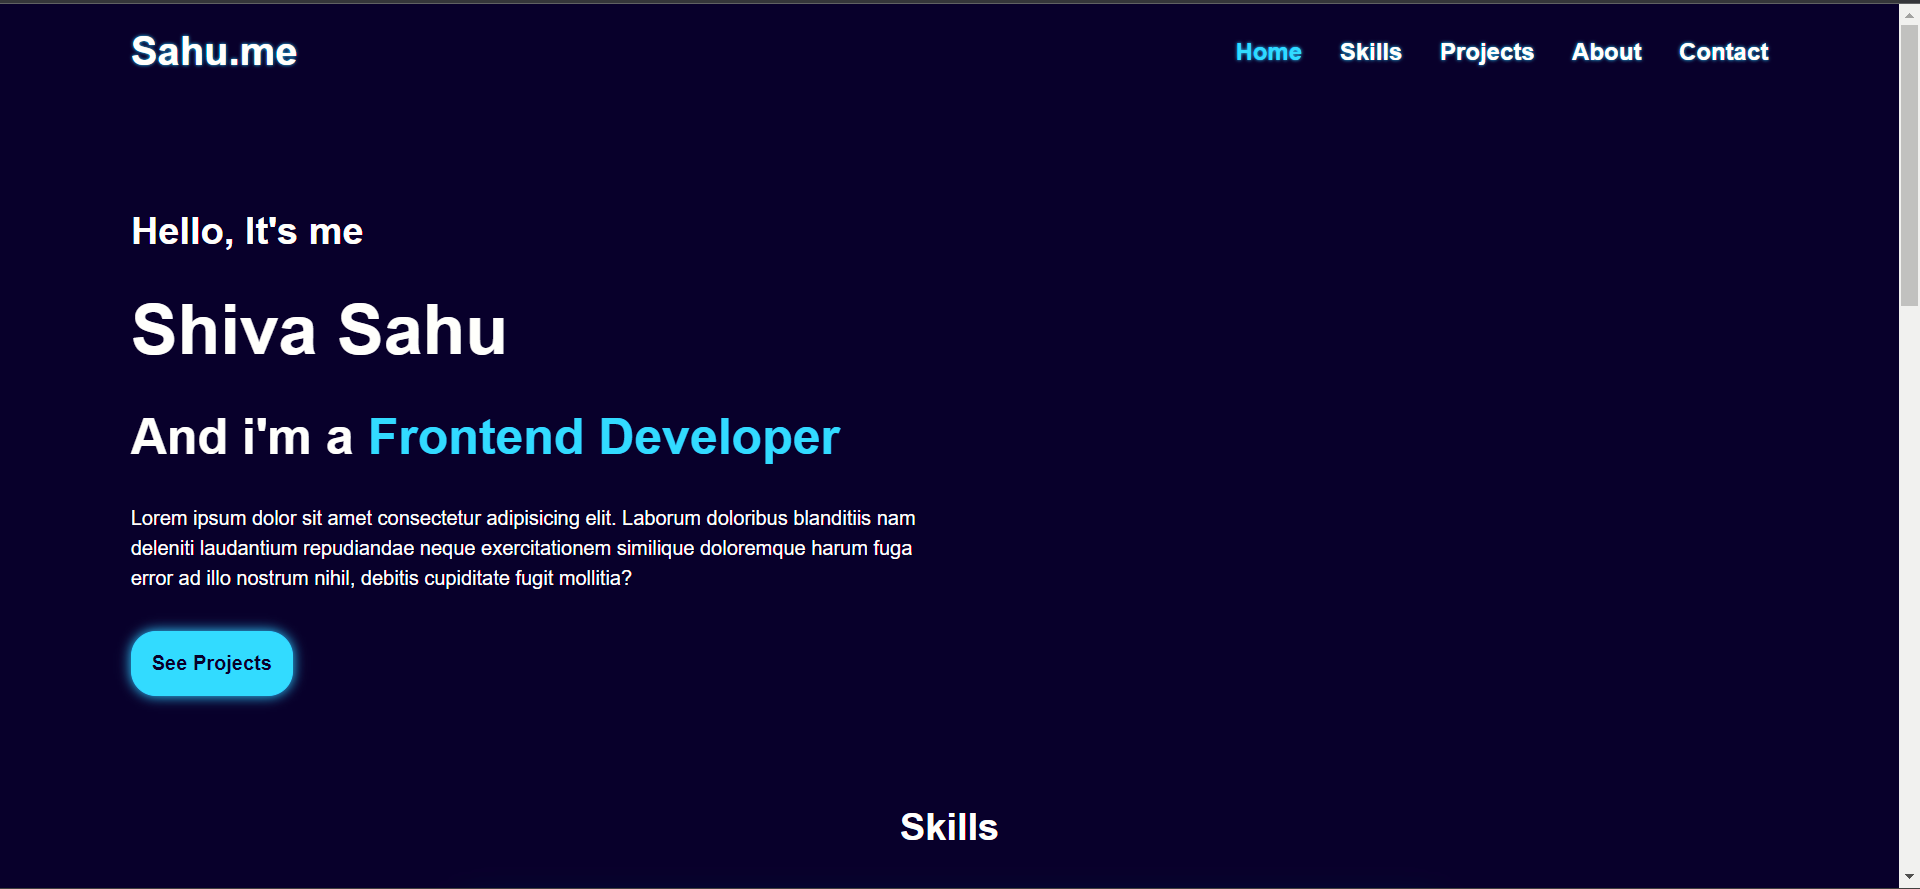 Sahu.me
Home Skills Projects About Contact
Hello, It's me
Shiva Sahu
And i'm a Frontend Developer
Lorem ipsum dolor sit amet consectetur adipisicing elit. Laborum doloribus blanditiis nam
deleniti laudantium repudiandae neque exercitationem similique doloremque harum fuga
error ad illo nostrum nihil, debitis cupiditate fugit mollitia?
See Projects
Skills